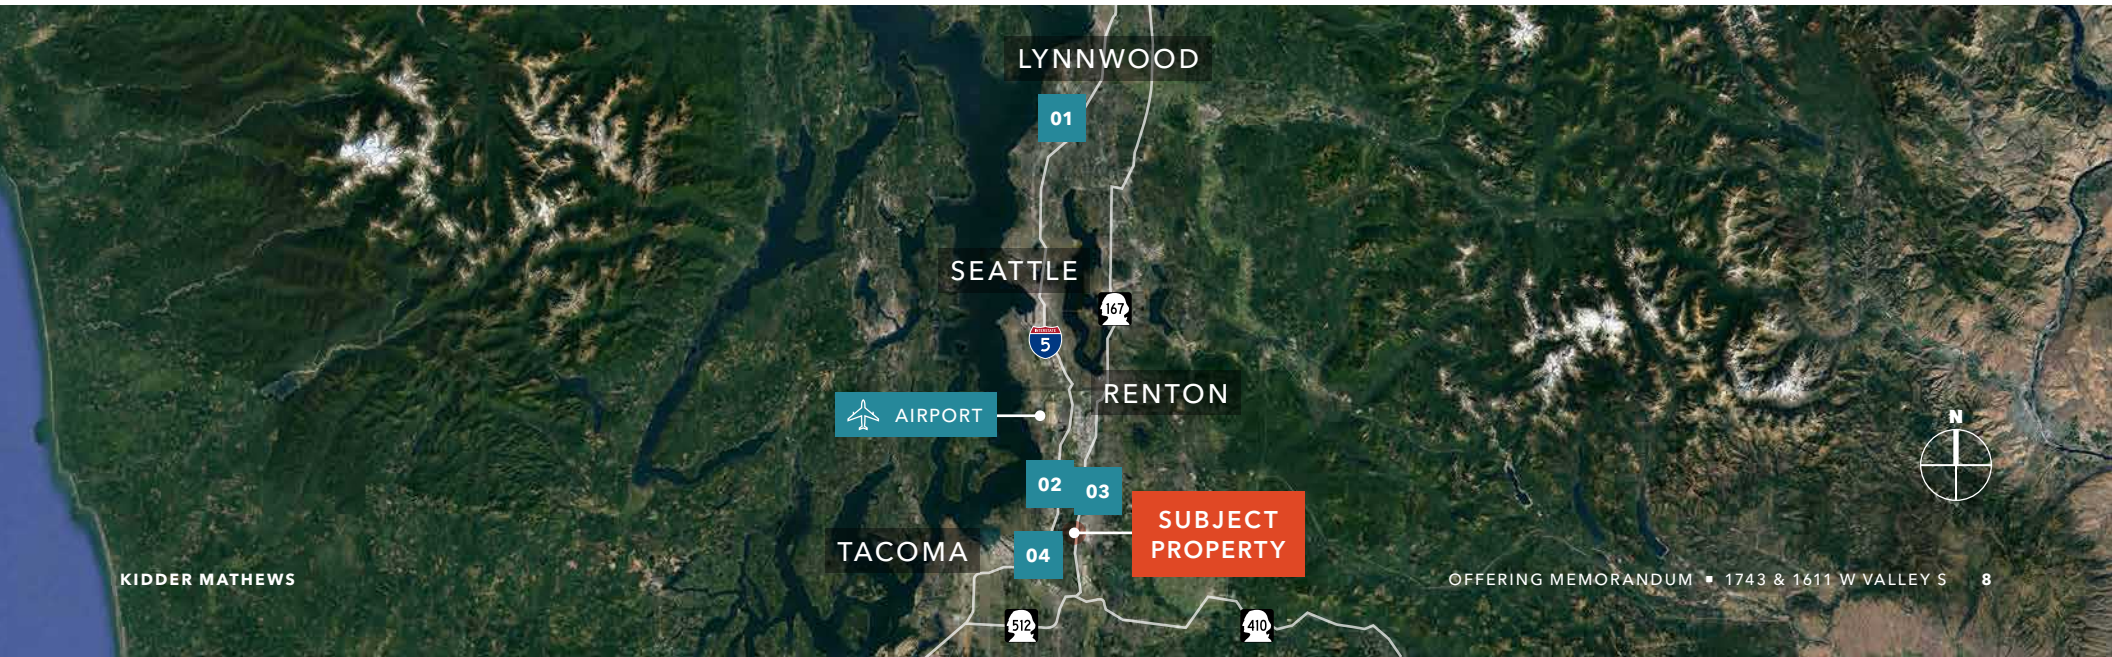 LYNNWOOD
01
SEATTLE
167
INTERSTATE
5
RENTON
AIRPORT
N
02
03
SUBJECT
PROPERTY
TACOMA
04
KIDDER MATHEWS
OFFERING MEMORANDUM ▪ 1743 & 1611 W VALLEY S 8
512
410